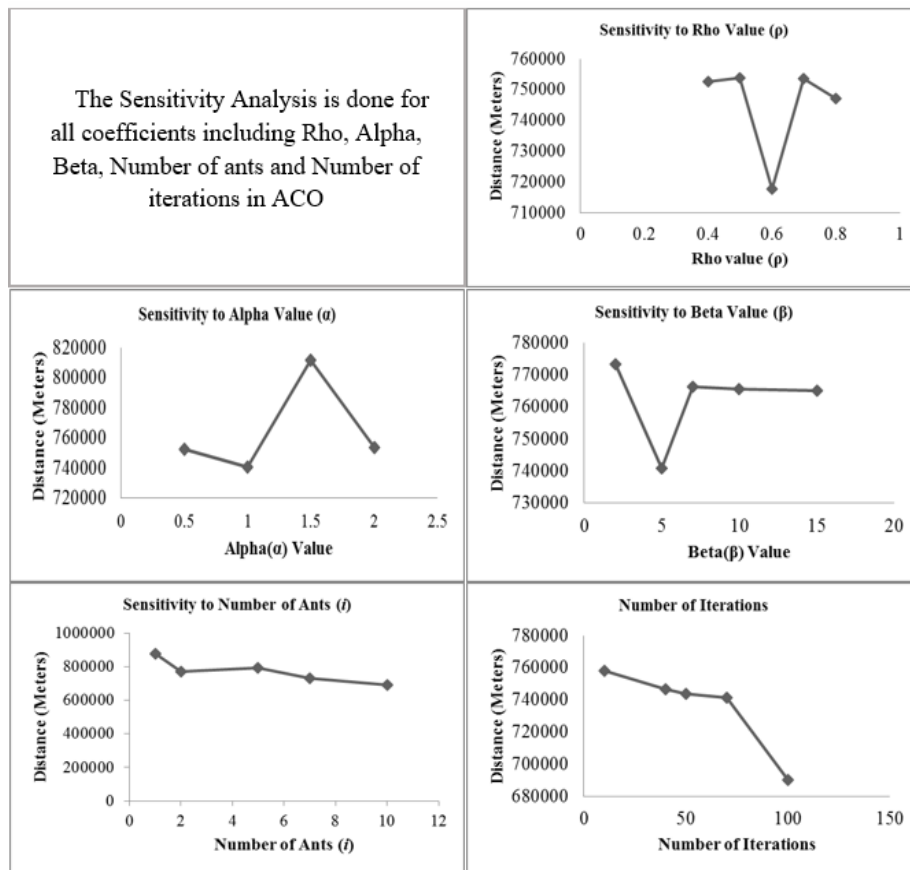 The Sensitivity Analysis is done for
all coefficients including Rho, Alpha,
Beta, Number of ants and Number of
iterations in ACO
Sensitivity to Rho Value (ρ)
Distance (Meters)
760000
750000
740000
730000
720000
710000
0 0.2 0.4 0.6 0.8 1
Rho value (ρ)
Sensitivity to Alpha Value (α)
Distance (Meters)
820000
800000
780000
760000
740000
720000
0 0.5 1 1.5 2 2.5
Alpha(α) Value
Sensitivity to Beta Value (β)
Distance (Meters)
780000
770000
760000
750000
740000
730000
0 5 10 15 20
Beta(β) Value
Sensitivity to Number of Ants (i)
Distance (Meters)
1000000
800000
600000
400000
200000
0
0 2 4 6 8 10 12
Number of Ants (i)
Number of Iterations
Distance (Meters)
780000
760000
740000
720000
700000
680000
0 50 100 150
Number of Iterations